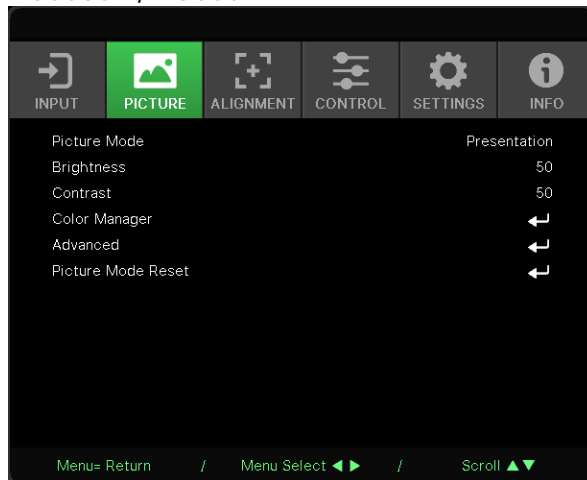 INPUT PICTURE ALIGNMENT CONTROL SETTINGS INFO
Picture Mode Presentation
Brightness 50
Contrast 50
Color Manager
Advanced
Picture Mode Reset
Menu= Return / Menu Select ◀ ▶ / Scroll ▲▼